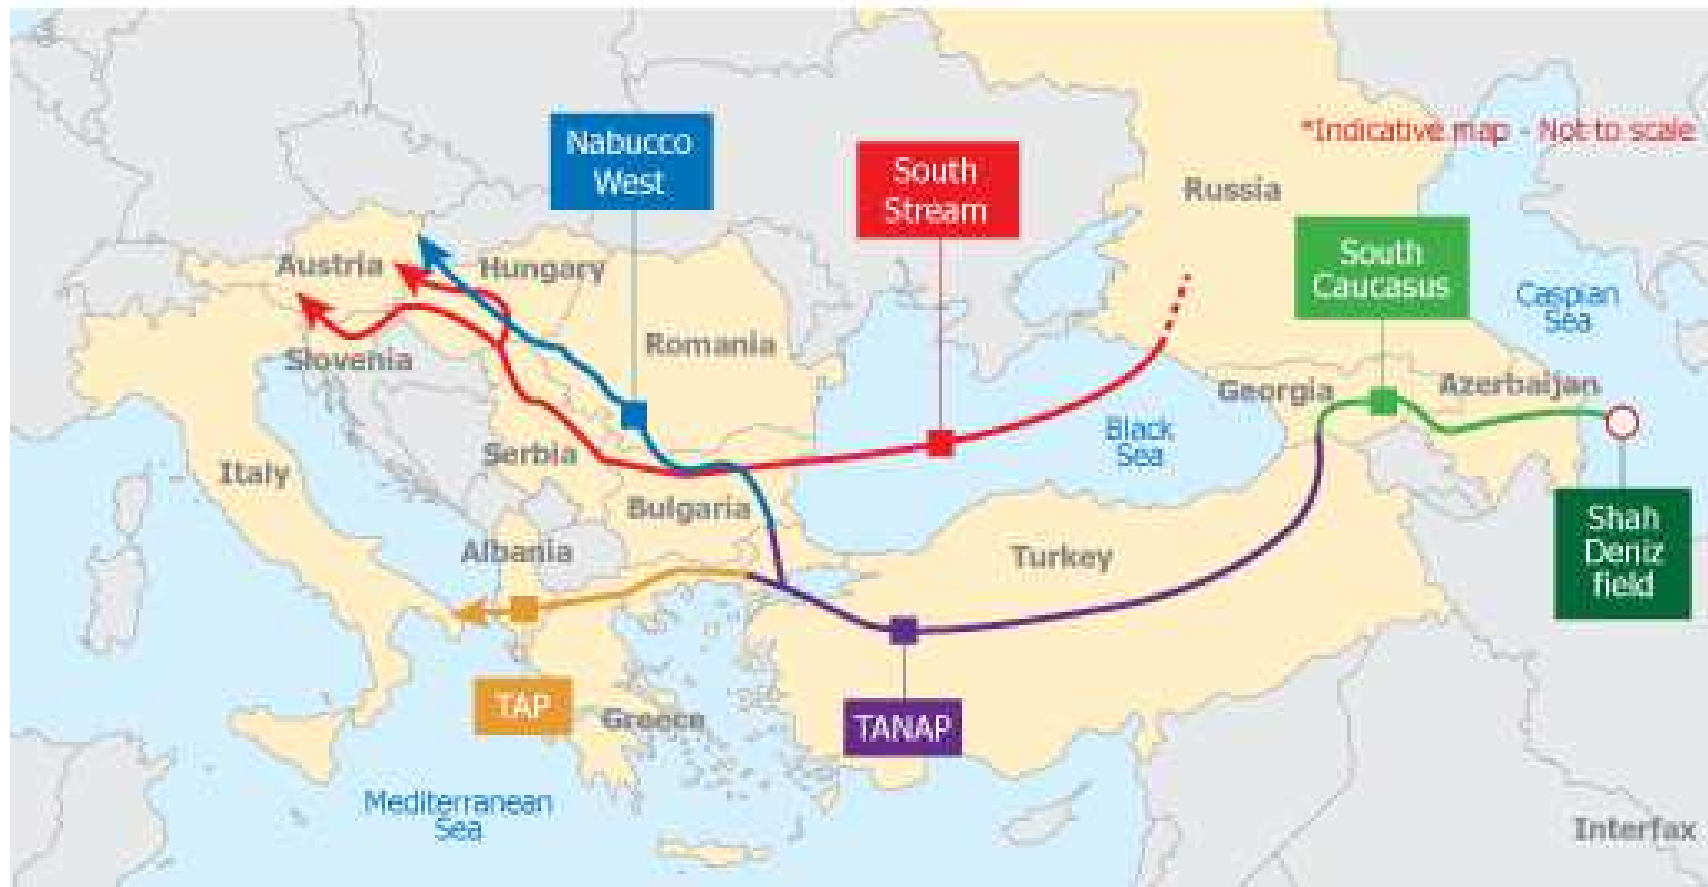 Nabucco
West
South
Stream
*Indicative map - Not to scale
Russia
South
Caucasus
Austria
Hungary
Caspian
Sea
Romania
Slovenia
Georgia
Azerbaijan
Black
Sea
Serbia
Italy
Bulgaria
Albania
Turkey
Shah
Deniz
field
TAP
Greece
TANAP
Mediterranean
Sea
Interfax